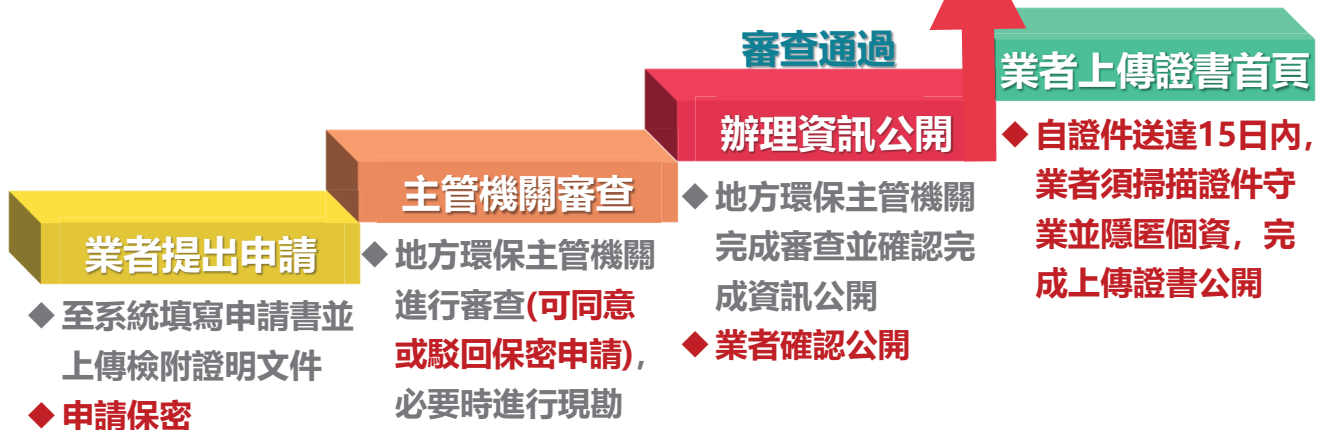 業者提出申請
◆ 至系統填寫申請書並
上傳檢附證明文件
◆ 申請保密
主管機關審查
◆ 地方環保主管機關
進行審查(可同意
或駁回保密申請),
必要時進行現勘
審查通過
辦理資訊公開
◆ 地方環保主管機關
完成審查並確認完
成資訊公開
◆ 業者確認公開
業者上傳證書首頁
◆ 自證件送達15日內,
業者須掃描證件守
業並隱匿個資，完
成上傳證書公開